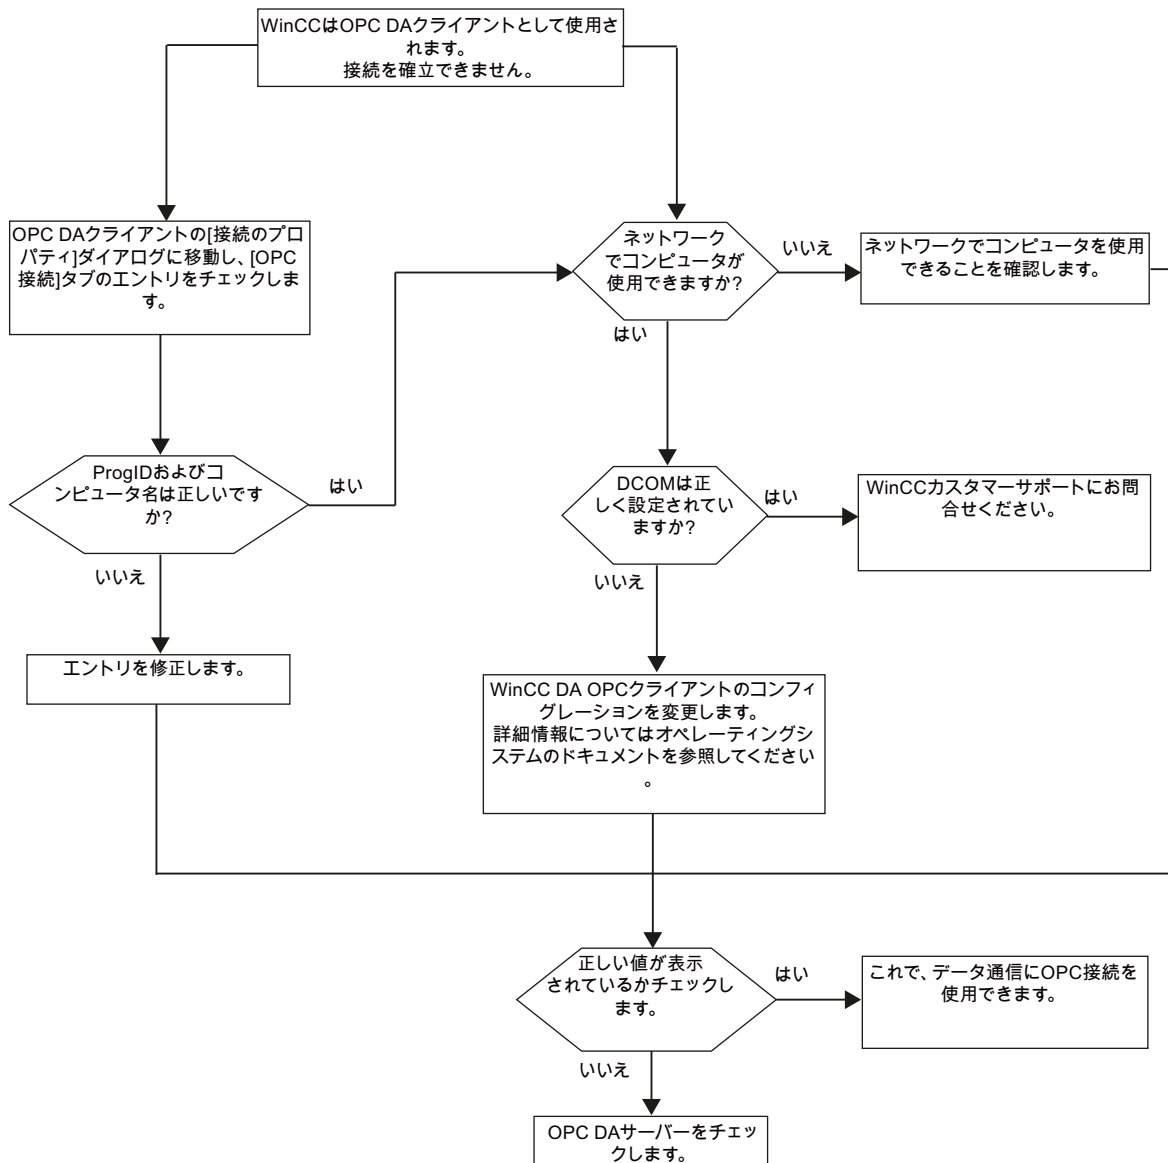 WinCCはOPC DAクライアントとして使用さ
れます。
接続を確立できません。
OPC DAクライアントの[接続のプロ
パティ]ダイアログに移動し、[OPC
接続]タブのエントリをチェックしま
す。
ネットワーク
でコンピュータが
使用できますか?
いいえ
ネットワークでコンピュータを使用
できることを確認します。
はい
ProgIDおよびコ
ンピュータ名は正しいです
か?
はい
DCOMは正
しく設定されてい
ますか?
はい
WinCCカスタマーサポートにお問
合せください。
いいえ
いいえ
エントリを修正します。
WinCC DA OPCクライアントのコンフィ
グレーションを変更します。
詳細情報についてはオペレーティングシ
ステムのドキュメントを参照してください
。
正しい値が表示
されているかチェックし
ます。
はい
これで、データ通信にOPC接続を
使用できます。
いいえ
OPC DAサーバーをチェッ
クします。